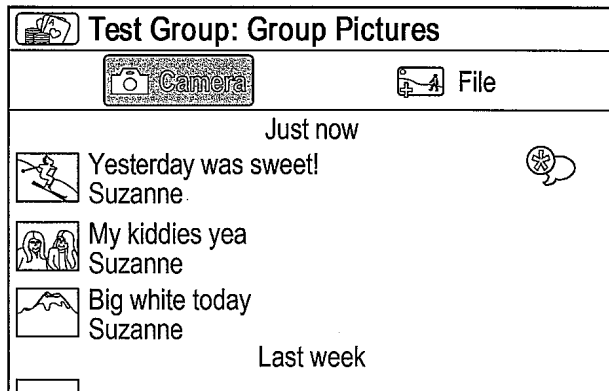 Test Group: Group Pictures
Camera
File
Just now
Yesterday was sweet!
Suzanne
My kiddies yea
Suzanne
Big white today
Suzanne
Last week